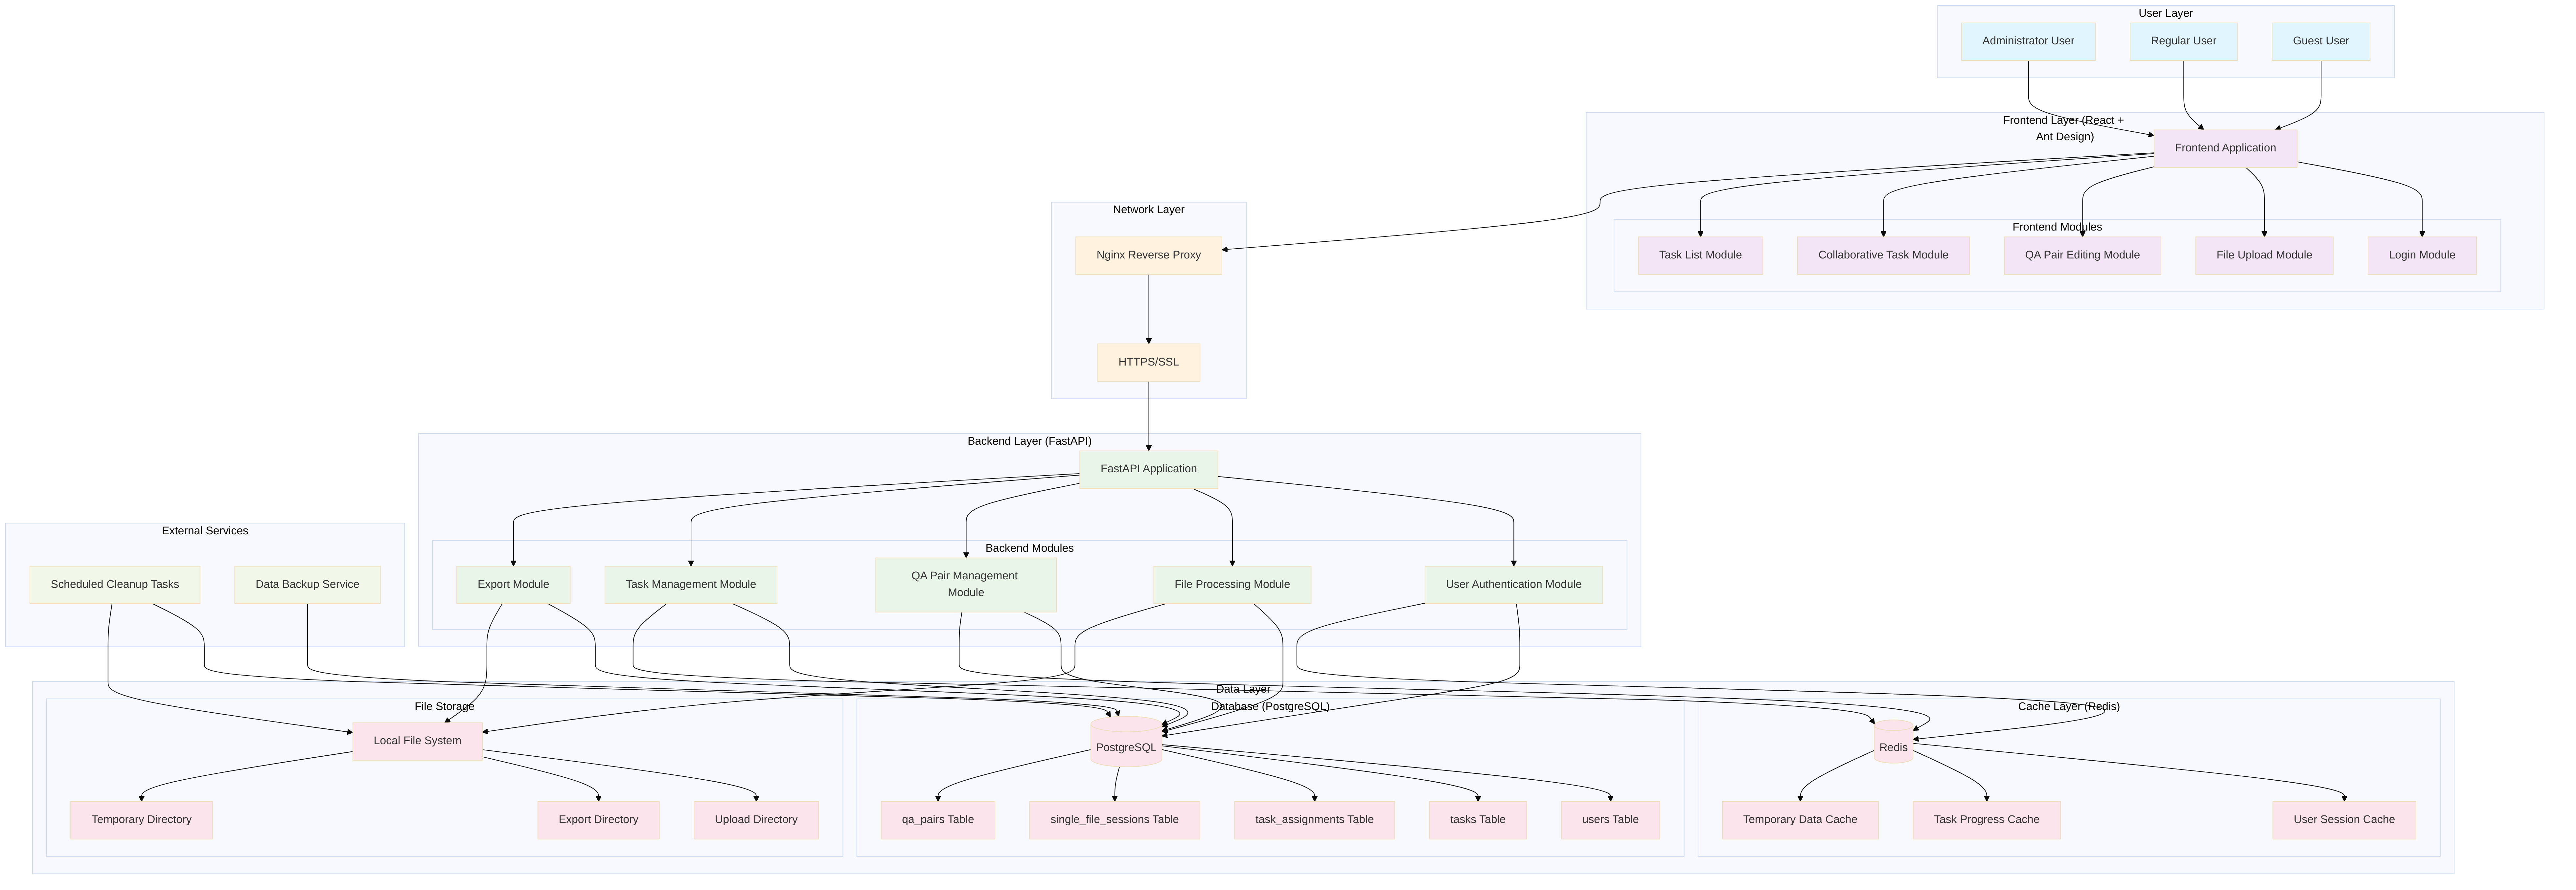 User Layer
Administrator User
Regular User
Guest User
Frontend Layer (React +
Ant Design)
Frontend Application
Frontend Modules
Task List Module
Collaborative Task Module
QA Pair Editing Module
File Upload Module
Login Module
Network Layer
Nginx Reverse Proxy
HTTPS/SSL
Backend Layer (FastAPI)
FastAPI Application
Backend Modules
Export Module
Task Management Module
QA Pair Management
Module
File Processing Module
User Authentication Module
External Services
Scheduled Cleanup Tasks
Data Backup Service
Data Layer
File Storage
Local File System
Temporary Directory
Export Directory
Upload Directory
Database (PostgreSQL)
PostgreSQL
qa_pairs Table
single_file_sessions Table
task_assignments Table
tasks Table
users Table
Cache Layer (Redis)
Redis
Temporary Data Cache
Task Progress Cache
User Session Cache